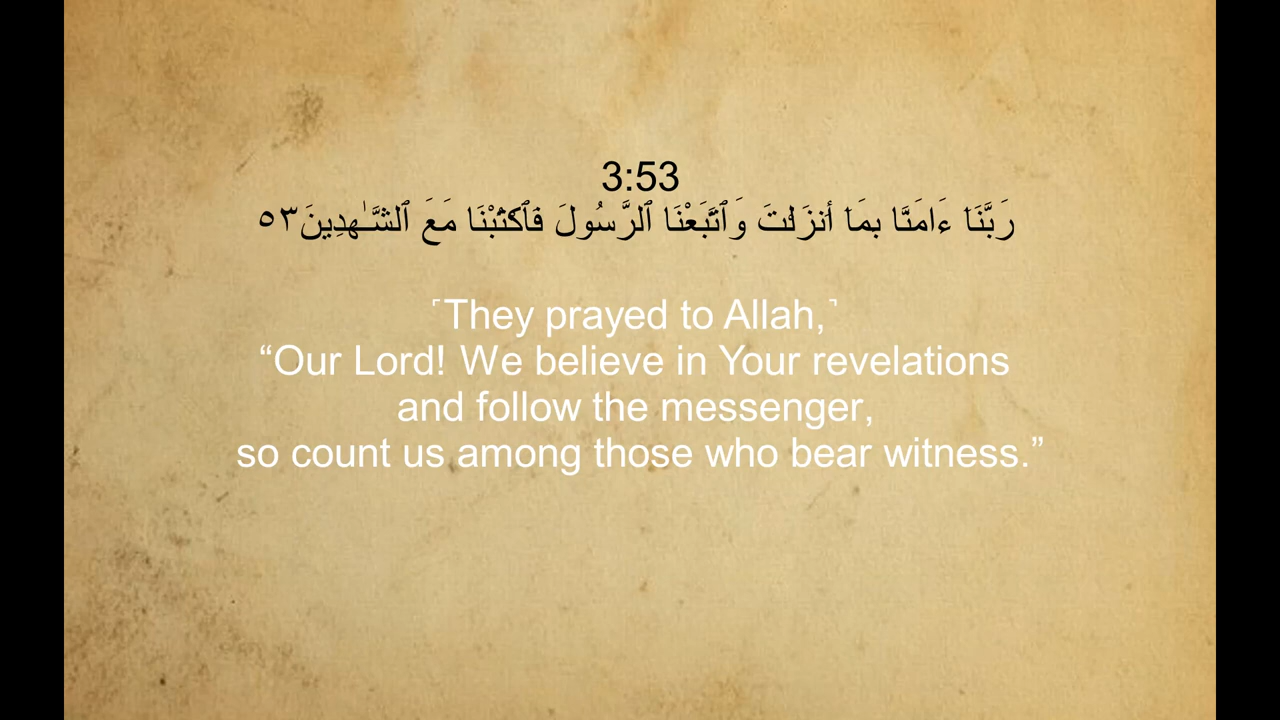 3:53
رَبَّنَآ ءَامَنَّا بِمَآ أَنزَلْتَ وَٱتَّبَعْنَا ٱلرَّسُولَ فَٱكْتُبْنَا مَعَ ٱلشَّـٰهِدِينَ٥٣
˹They prayed to Allah,˺
“Our Lord! We believe in Your revelations
and follow the messenger,
so count us among those who bear witness.”